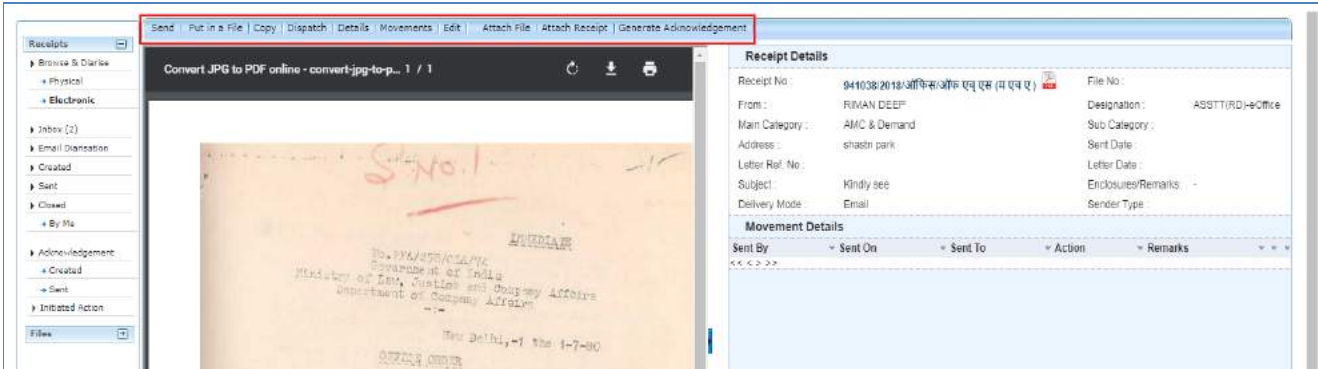 Send | Put in a File | Copy | Dispatch | Details | Movements | Edit | Attach File | Attach Receipt | Generate Acknowledgement
Receipts
Browse & Diarise
Physical
Electronic
Inbox (2)
Email Diarisation
Created
Sent
Closed
By Me
Acknowledgement
Created
Sent
Initiated Action
Files
Convert JPG to PDF online - convert-jpg-to-p... 1 / 1
S.No.1
IMMEDIATE
Government of India
Ministry of Law, Justice and Company Affairs
Department of Company Affairs
-:-
New Delhi,-1 the 1-7-80
OFFICE ORDER
Receipt Details
Receipt No : 941038/2018/ऑफिस/ऑफ एच् एस (म एच ए) File No :
From : RIMAN DEEP Designation : ASSTT(RD)-eOffice
Main Category : AMC & Demand Sub Category :
Address : shastri park Sent Date :
Letter Ref. No : Letter Date :
Subject : Kindly see Enclosures/Remarks: -
Delivery Mode : Email Sender Type :
Movement Details
Sent By Sent On Sent To Action Remarks
<< < > >>